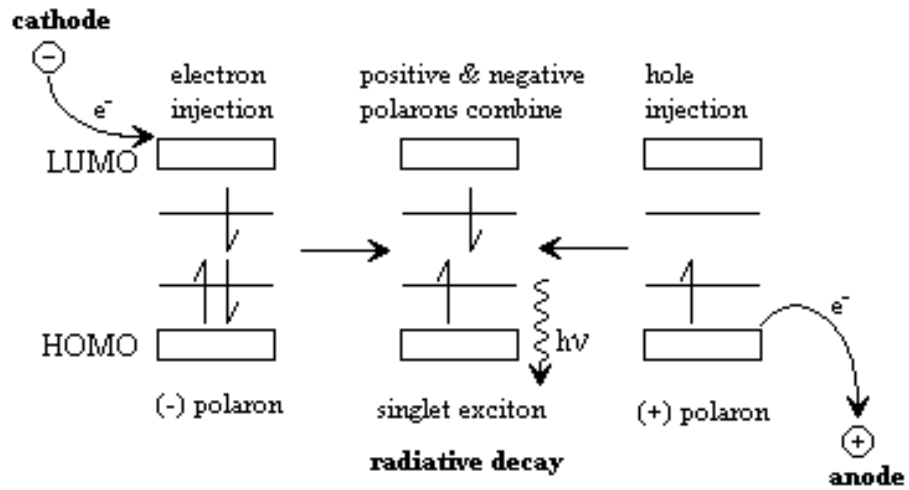 cathode
−
e⁻
electron
injection
positive & negative
polarons combine
hole
injection
LUMO
HOMO
hν
e⁻
(-) polaron
singlet exciton
(+) polaron
radiative decay
+
anode